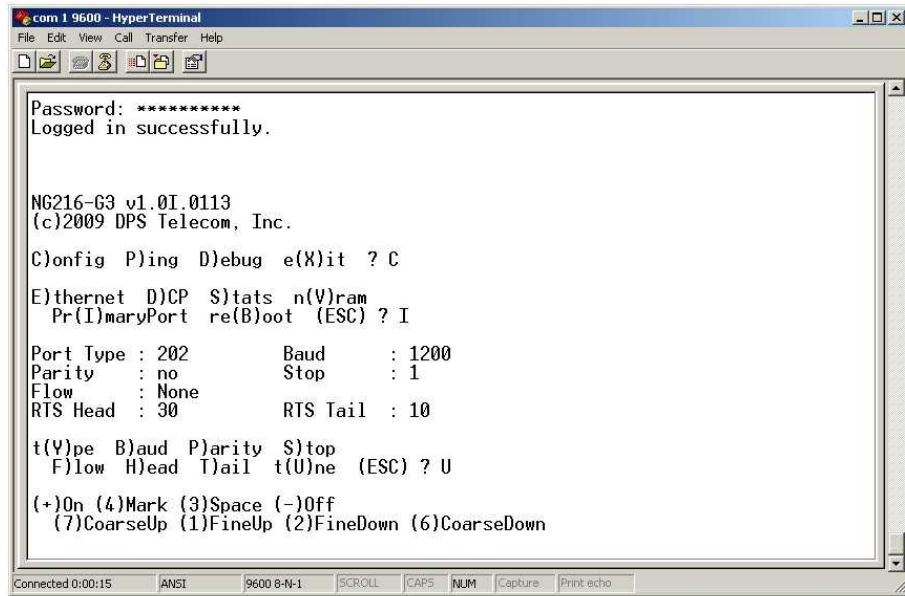 com 1 9600 - HyperTerminal
File Edit View Call Transfer Help
Password: **********
Logged in successfully.
NG216-G3 v1.0I.0113
(c)2009 DPS Telecom, Inc.
C)onfig P)ing D)ebug e(X)it ? C
E)thernet D)CP S)tats n(V)ram
Pr(I)maryPort re(B)oot (ESC) ? I
Port Type : 202 Baud : 1200
Parity : no Stop : 1
Flow : None
RTS Head : 30 RTS Tail : 10
t(Y)pe B)aud P)arity S)top
F)low H)ead T)ail t(U)ne (ESC) ? U
(+)On (4)Mark (3)Space (-)Off
(7)CoarseUp (1)FineUp (2)FineDown (6)CoarseDown
Connected 0:00:15 ANSI 9600 8-N-1 SCROLL CAPS NUM Capture Print echo